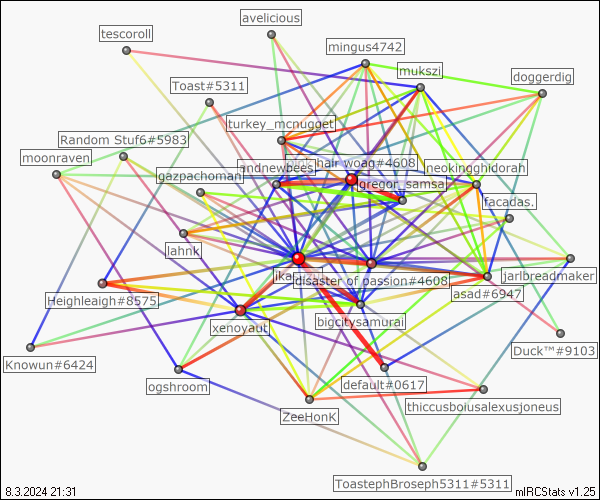 avelicious
tescoroll
mingus4742
mukszi
doggerdig
Toast#5311
turkey_mcnugget
Random Stuf6#5983
moonraven
andnewbees
hair woag#4608
neokingghidorah
gazpachoman
gregor_samsa
facadas.
lahnk
disaster of passion#4608
jarlbreadmaker
Heighleigh#8575
asad#6947
xenoyaut
bigcitysamurai
Duck™#9103
Knowun#6424
ogshroom
default#0617
thiccusboiusalexusjoneus
ZeeHonK
ToastephBroseph5311#5311
8.3.2024 21:31
mIRCStats v1.25